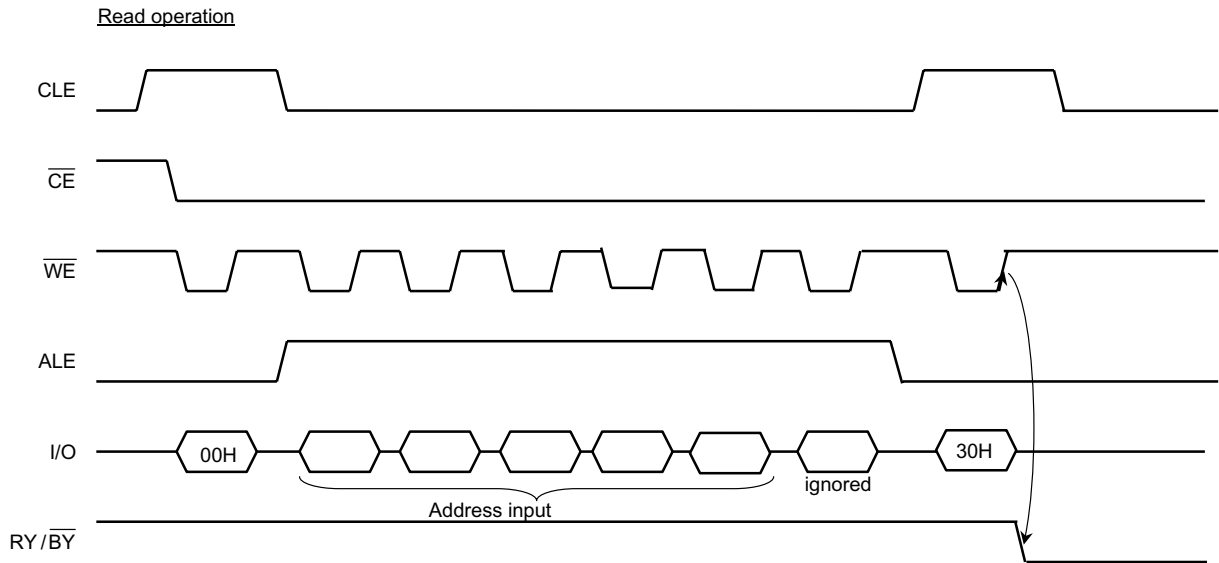 Read operation
CLE
CE
WE
ALE
I/O
00H
30H
ignored
Address input
RY/BY